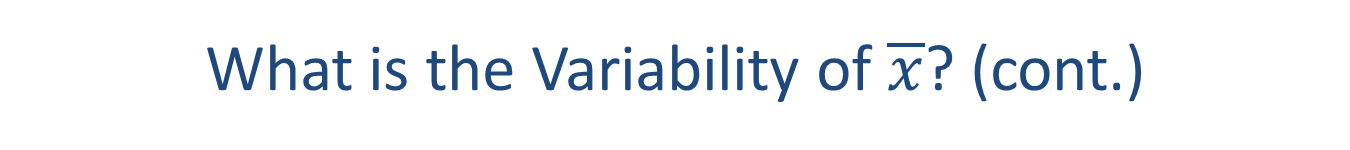 What is the Variability of x̅? (cont.)